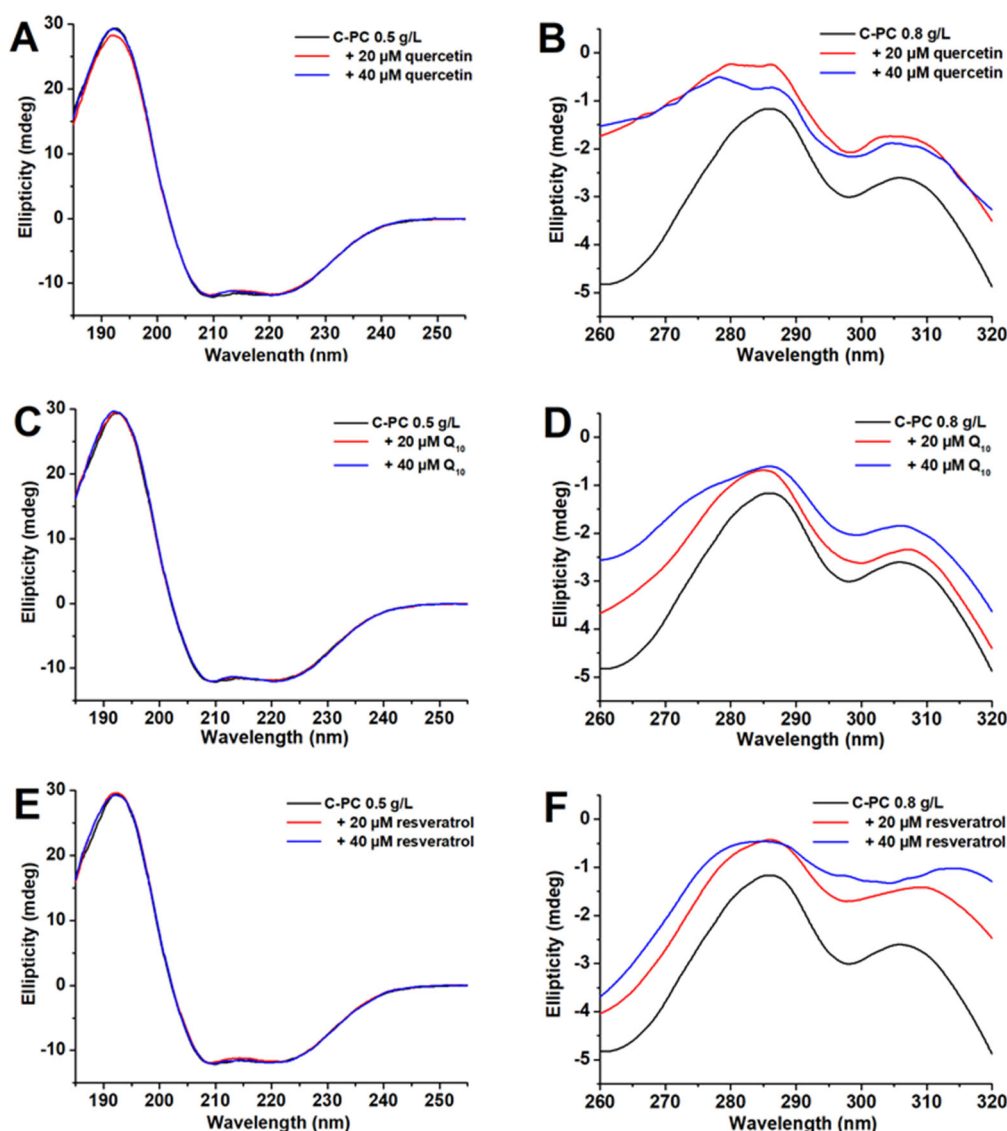 A
C-PC 0.5 g/L
+ 20 µM quercetin
+ 40 µM quercetin
Ellipticity (mdeg)
30
20
10
0
-10
190 200 210 220 230 240 250
Wavelength (nm)
B
C-PC 0.8 g/L
+ 20 µM quercetin
+ 40 µM quercetin
Ellipticity (mdeg)
0
-1
-2
-3
-4
-5
260 270 280 290 300 310 320
Wavelength (nm)
C
C-PC 0.5 g/L
+ 20 µM Q₁₀
+ 40 µM Q₁₀
Ellipticity (mdeg)
30
20
10
0
-10
190 200 210 220 230 240 250
Wavelength (nm)
D
C-PC 0.8 g/L
+ 20 µM Q₁₀
+ 40 µM Q₁₀
Ellipticity (mdeg)
0
-1
-2
-3
-4
-5
260 270 280 290 300 310 320
Wavelength (nm)
E
C-PC 0.5 g/L
+ 20 µM resveratrol
+ 40 µM resveratrol
Ellipticity (mdeg)
30
20
10
0
-10
190 200 210 220 230 240 250
Wavelength (nm)
F
C-PC 0.8 g/L
+ 20 µM resveratrol
+ 40 µM resveratrol
Ellipticity (mdeg)
0
-1
-2
-3
-4
-5
260 270 280 290 300 310 320
Wavelength (nm)